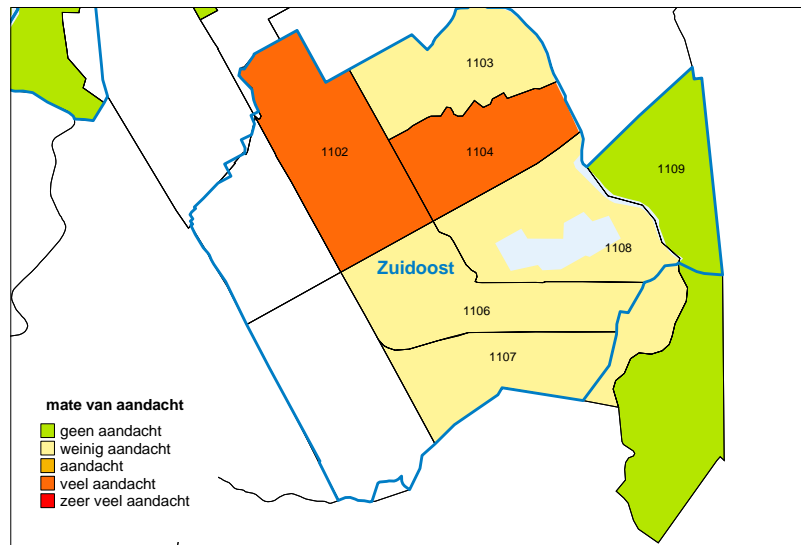 1103
1102
1104
1109
1108
Zuidoost
1106
1107
mate van aandacht
geen aandacht
weinig aandacht
aandacht
veel aandacht
zeer veel aandacht